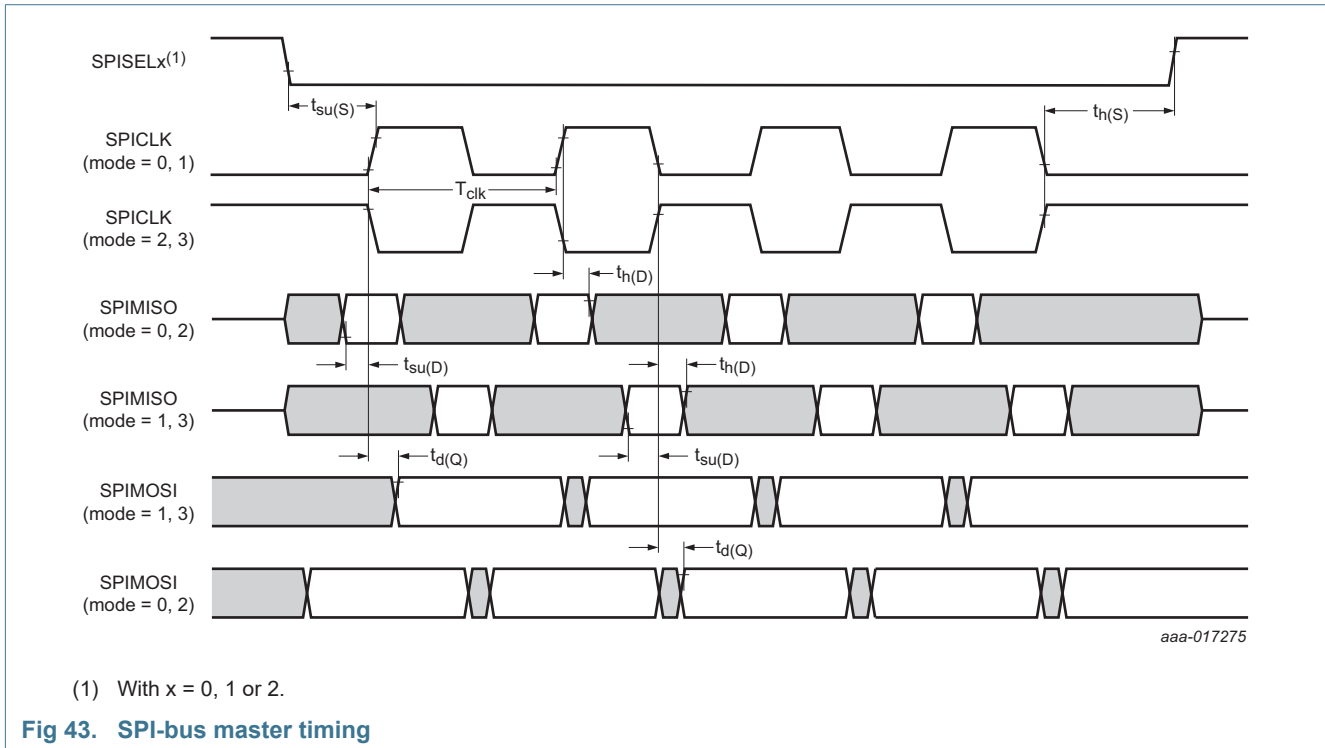 SPISELx(1)
tsu(S)
th(S)
SPICLK
(mode = 0, 1)
Tclk
SPICLK
(mode = 2, 3)
th(D)
SPIMISO
(mode = 0, 2)
tsu(D)
th(D)
SPIMISO
(mode = 1, 3)
td(Q)
tsu(D)
SPIMOSI
(mode = 1, 3)
td(Q)
SPIMOSI
(mode = 0, 2)
aaa-017275
(1) With x = 0, 1 or 2.
Fig 43. SPI-bus master timing